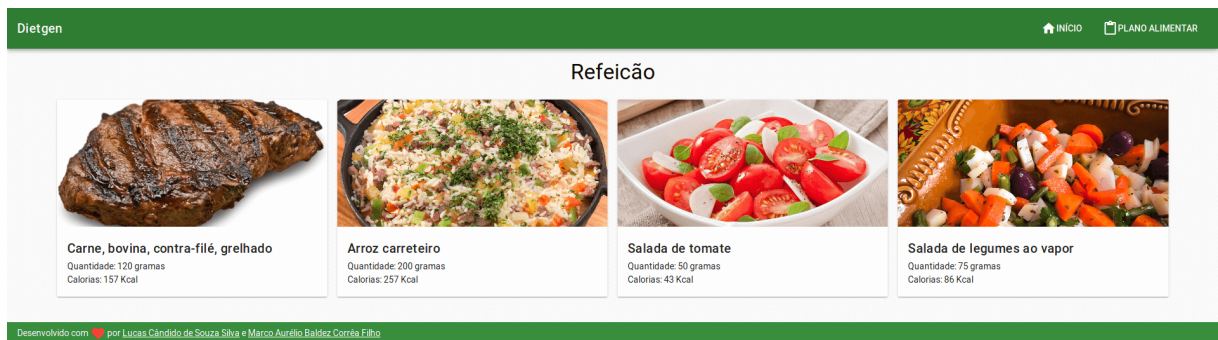 Dietgen
INÍCIO
PLANO ALIMENTAR
Refeicão
Carne, bovina, contra-filé, grelhado
Quantidade: 120 gramas
Calorias: 157 Kcal
Arroz carreteiro
Quantidade: 200 gramas
Calorias: 257 Kcal
Salada de tomate
Quantidade: 50 gramas
Calorias: 43 Kcal
Salada de legumes ao vapor
Quantidade: 75 gramas
Calorias: 86 Kcal
Desenvolvido com ❤ por Lucas Cândido de Souza Silva e Marco Aurélio Baldez Corrêa Filho